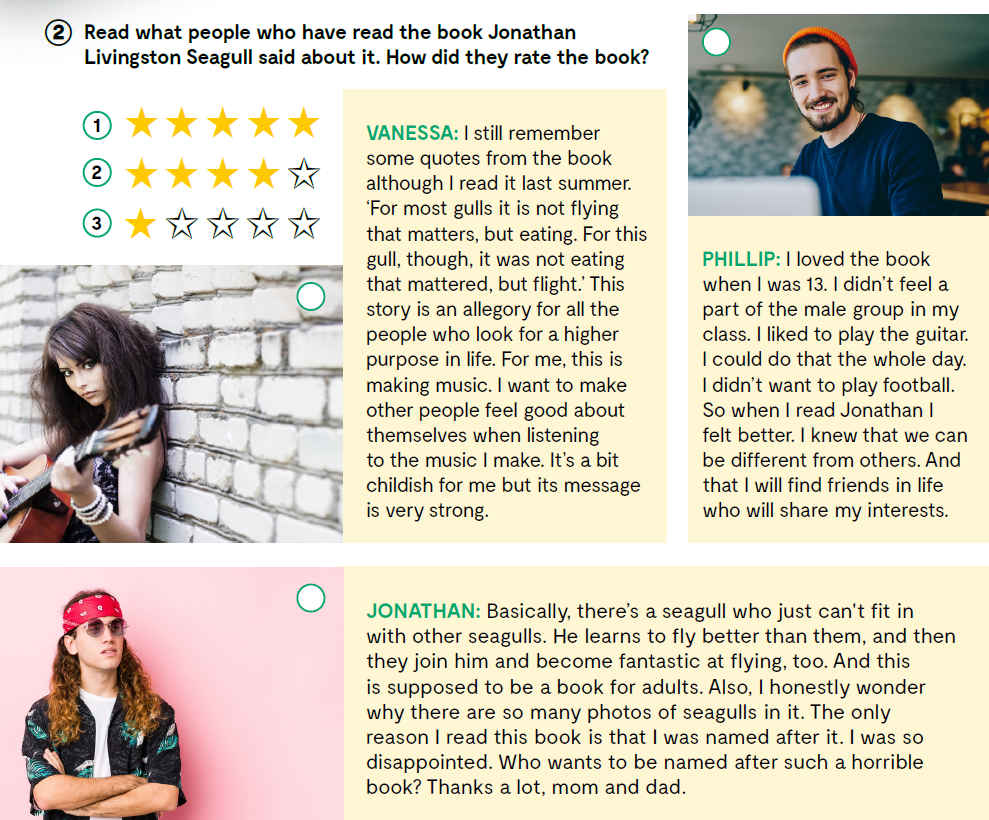 2 Read what people who have read the book Jonathan
Livingston Seagull said about it. How did they rate the book?
1
2
3
VANESSA: I still remember
some quotes from the book
although I read it last summer.
‘For most gulls it is not flying
that matters, but eating. For this
gull, though, it was not eating
that mattered, but flight.’ This
story is an allegory for all the
people who look for a higher
purpose in life. For me, this is
making music. I want to make
other people feel good about
themselves when listening
to the music I make. It’s a bit
childish for me but its message
is very strong.
PHILLIP: I loved the book
when I was 13. I didn’t feel a
part of the male group in my
class. I liked to play the guitar.
I could do that the whole day.
I didn’t want to play football.
So when I read Jonathan I
felt better. I knew that we can
be different from others. And
that I will find friends in life
who will share my interests.
JONATHAN: Basically, there’s a seagull who just can't fit in
with other seagulls. He learns to fly better than them, and then
they join him and become fantastic at flying, too. And this
is supposed to be a book for adults. Also, I honestly wonder
why there are so many photos of seagulls in it. The only
reason I read this book is that I was named after it. I was so
disappointed. Who wants to be named after such a horrible
book? Thanks a lot, mom and dad.